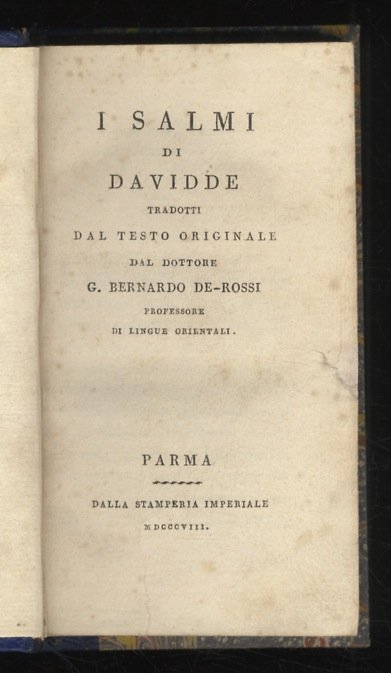 I SALMI
DI
DAVIDDE
TRADOTTI
DAL TESTO ORIGINALE
DAL DOTTORE
G. BERNARDO DE-ROSSI
PROFESSORE
DI LINGUE ORIENTALI.
PARMA
DALLA STAMPERIA IMPERIALE
MDCCCVIII.